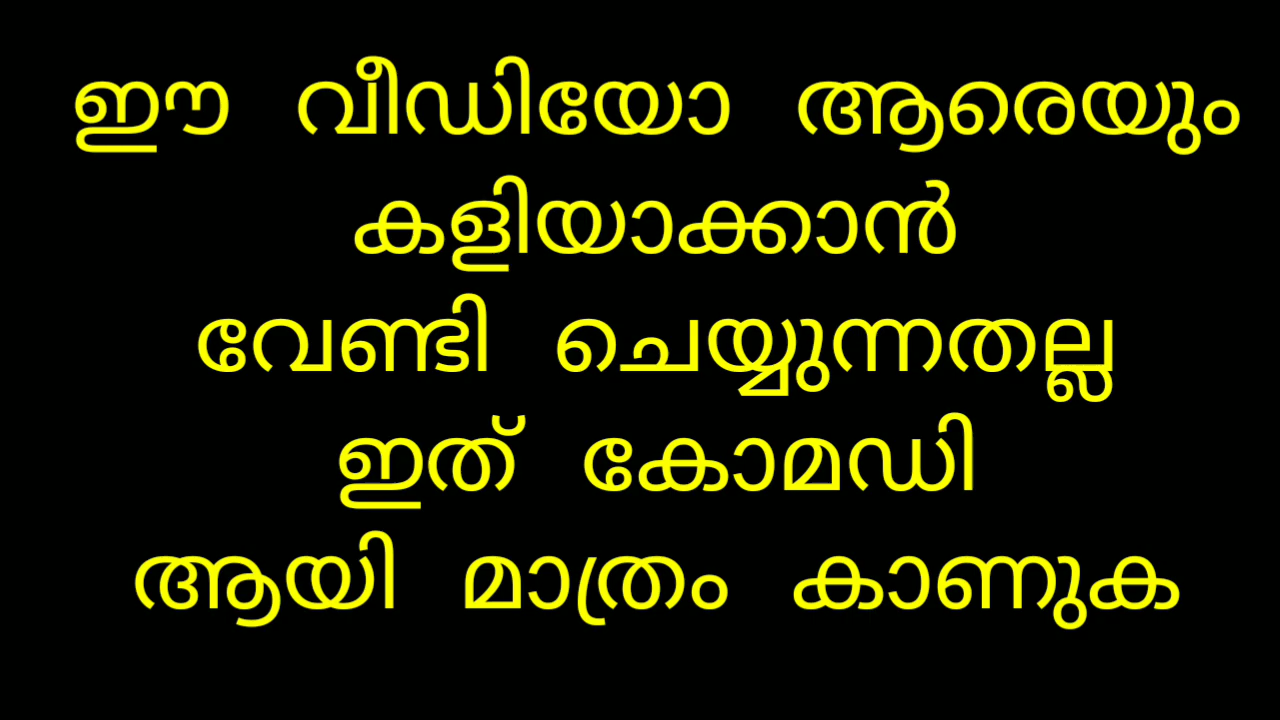 ഈ വീഡിയോ ആരെയും
കളിയാക്കാൻ
വേണ്ടി ചെയ്യുന്നതല്ല
ഇത് കോമഡി
ആയി മാത്രം കാണുക